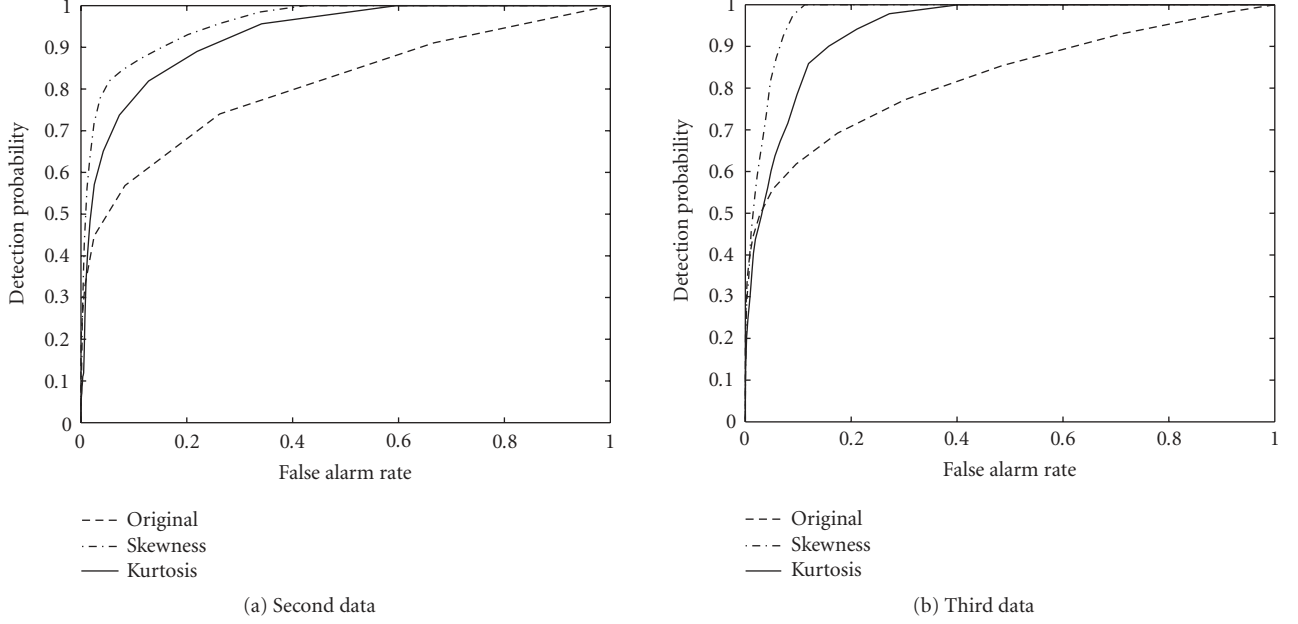 1
0.9
0.8
0.7
0.6
0.5
0.4
0.3
0.2
0.1
0
Detection probability
0 0.2 0.4 0.6 0.8 1
False alarm rate
Original
Skewness
Kurtosis
(a) Second data
1
0.9
0.8
0.7
0.6
0.5
0.4
0.3
0.2
0.1
0
Detection probability
0 0.2 0.4 0.6 0.8 1
False alarm rate
Original
Skewness
Kurtosis
(b) Third data